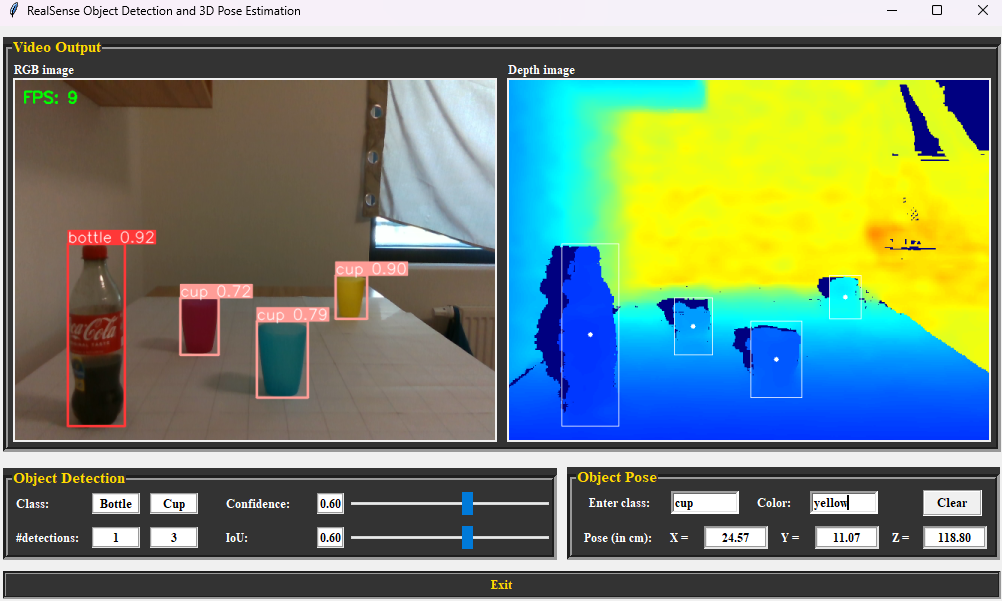 RealSense Object Detection and 3D Pose Estimation
Video Output
RGB image
Depth image
FPS: 9
bottle 0.92
cup 0.90
cup 0.72
cup 0.79
Coca-Cola
Object Detection
Class: Bottle Cup Confidence: 0.60
#detections: 1 3 IoU: 0.60
Object Pose
Enter class: cup Color: yellow Clear
Pose (in cm): X = 24.57 Y = 11.07 Z = 118.80
Exit